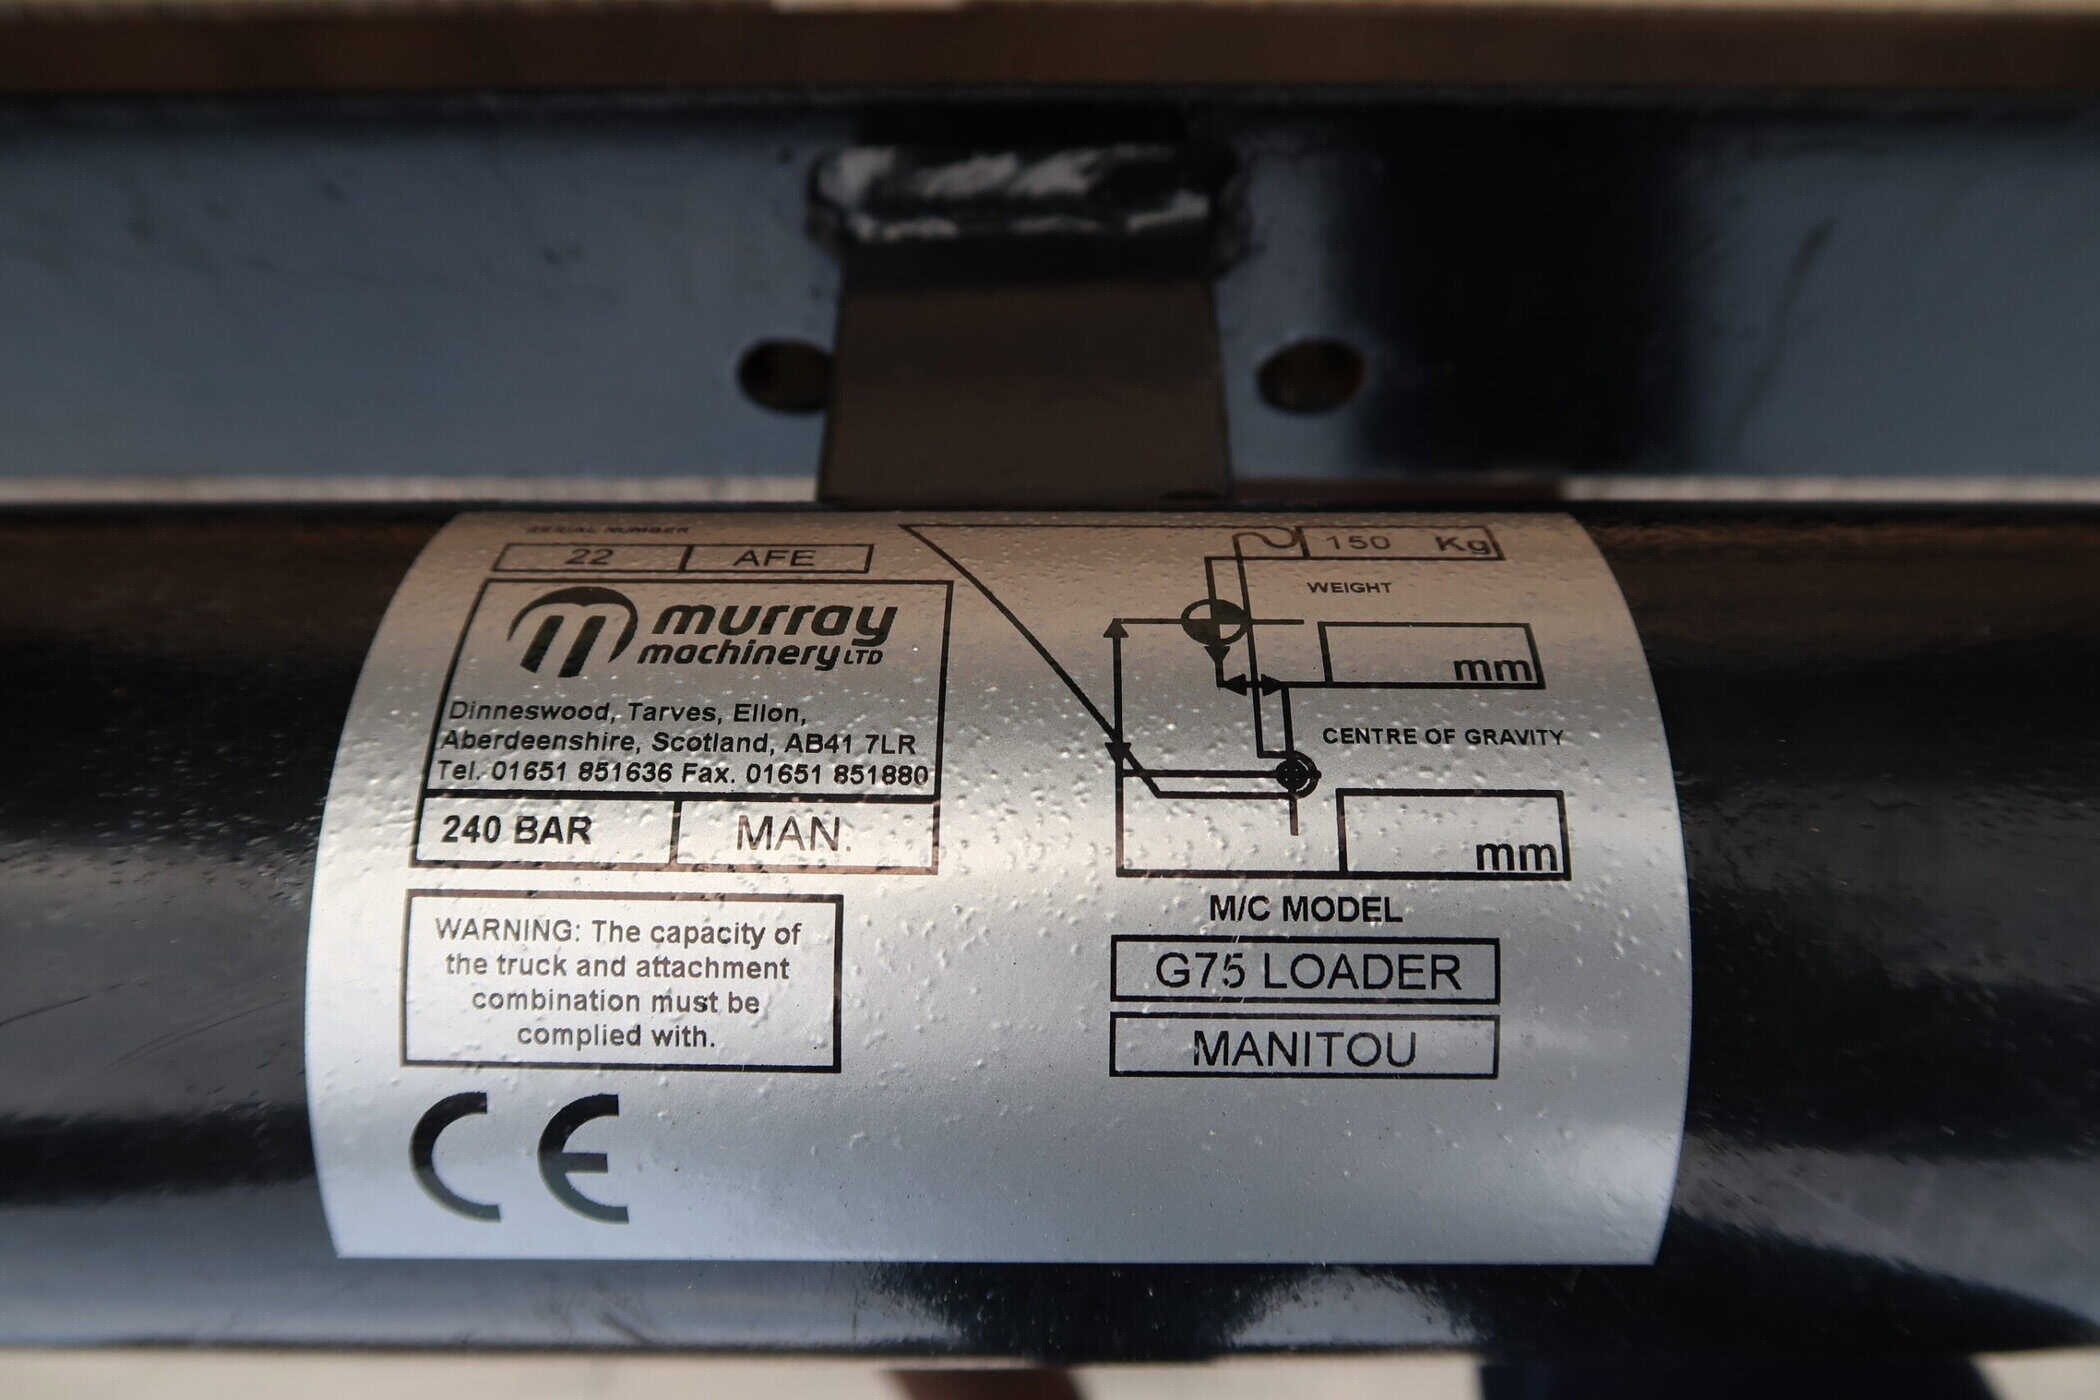 SERIAL NUMBER
22 AFE
murray
machinery LTD
Dinneswood, Tarves, Ellon,
Aberdeenshire, Scotland, AB41 7LR
Tel. 01651 851636 Fax. 01651 851880
240 BAR MAN.
WARNING: The capacity of
the truck and attachment
combination must be
complied with.
CE
150 Kg
WEIGHT
mm
CENTRE OF GRAVITY
mm
M/C MODEL
G75 LOADER
MANITOU